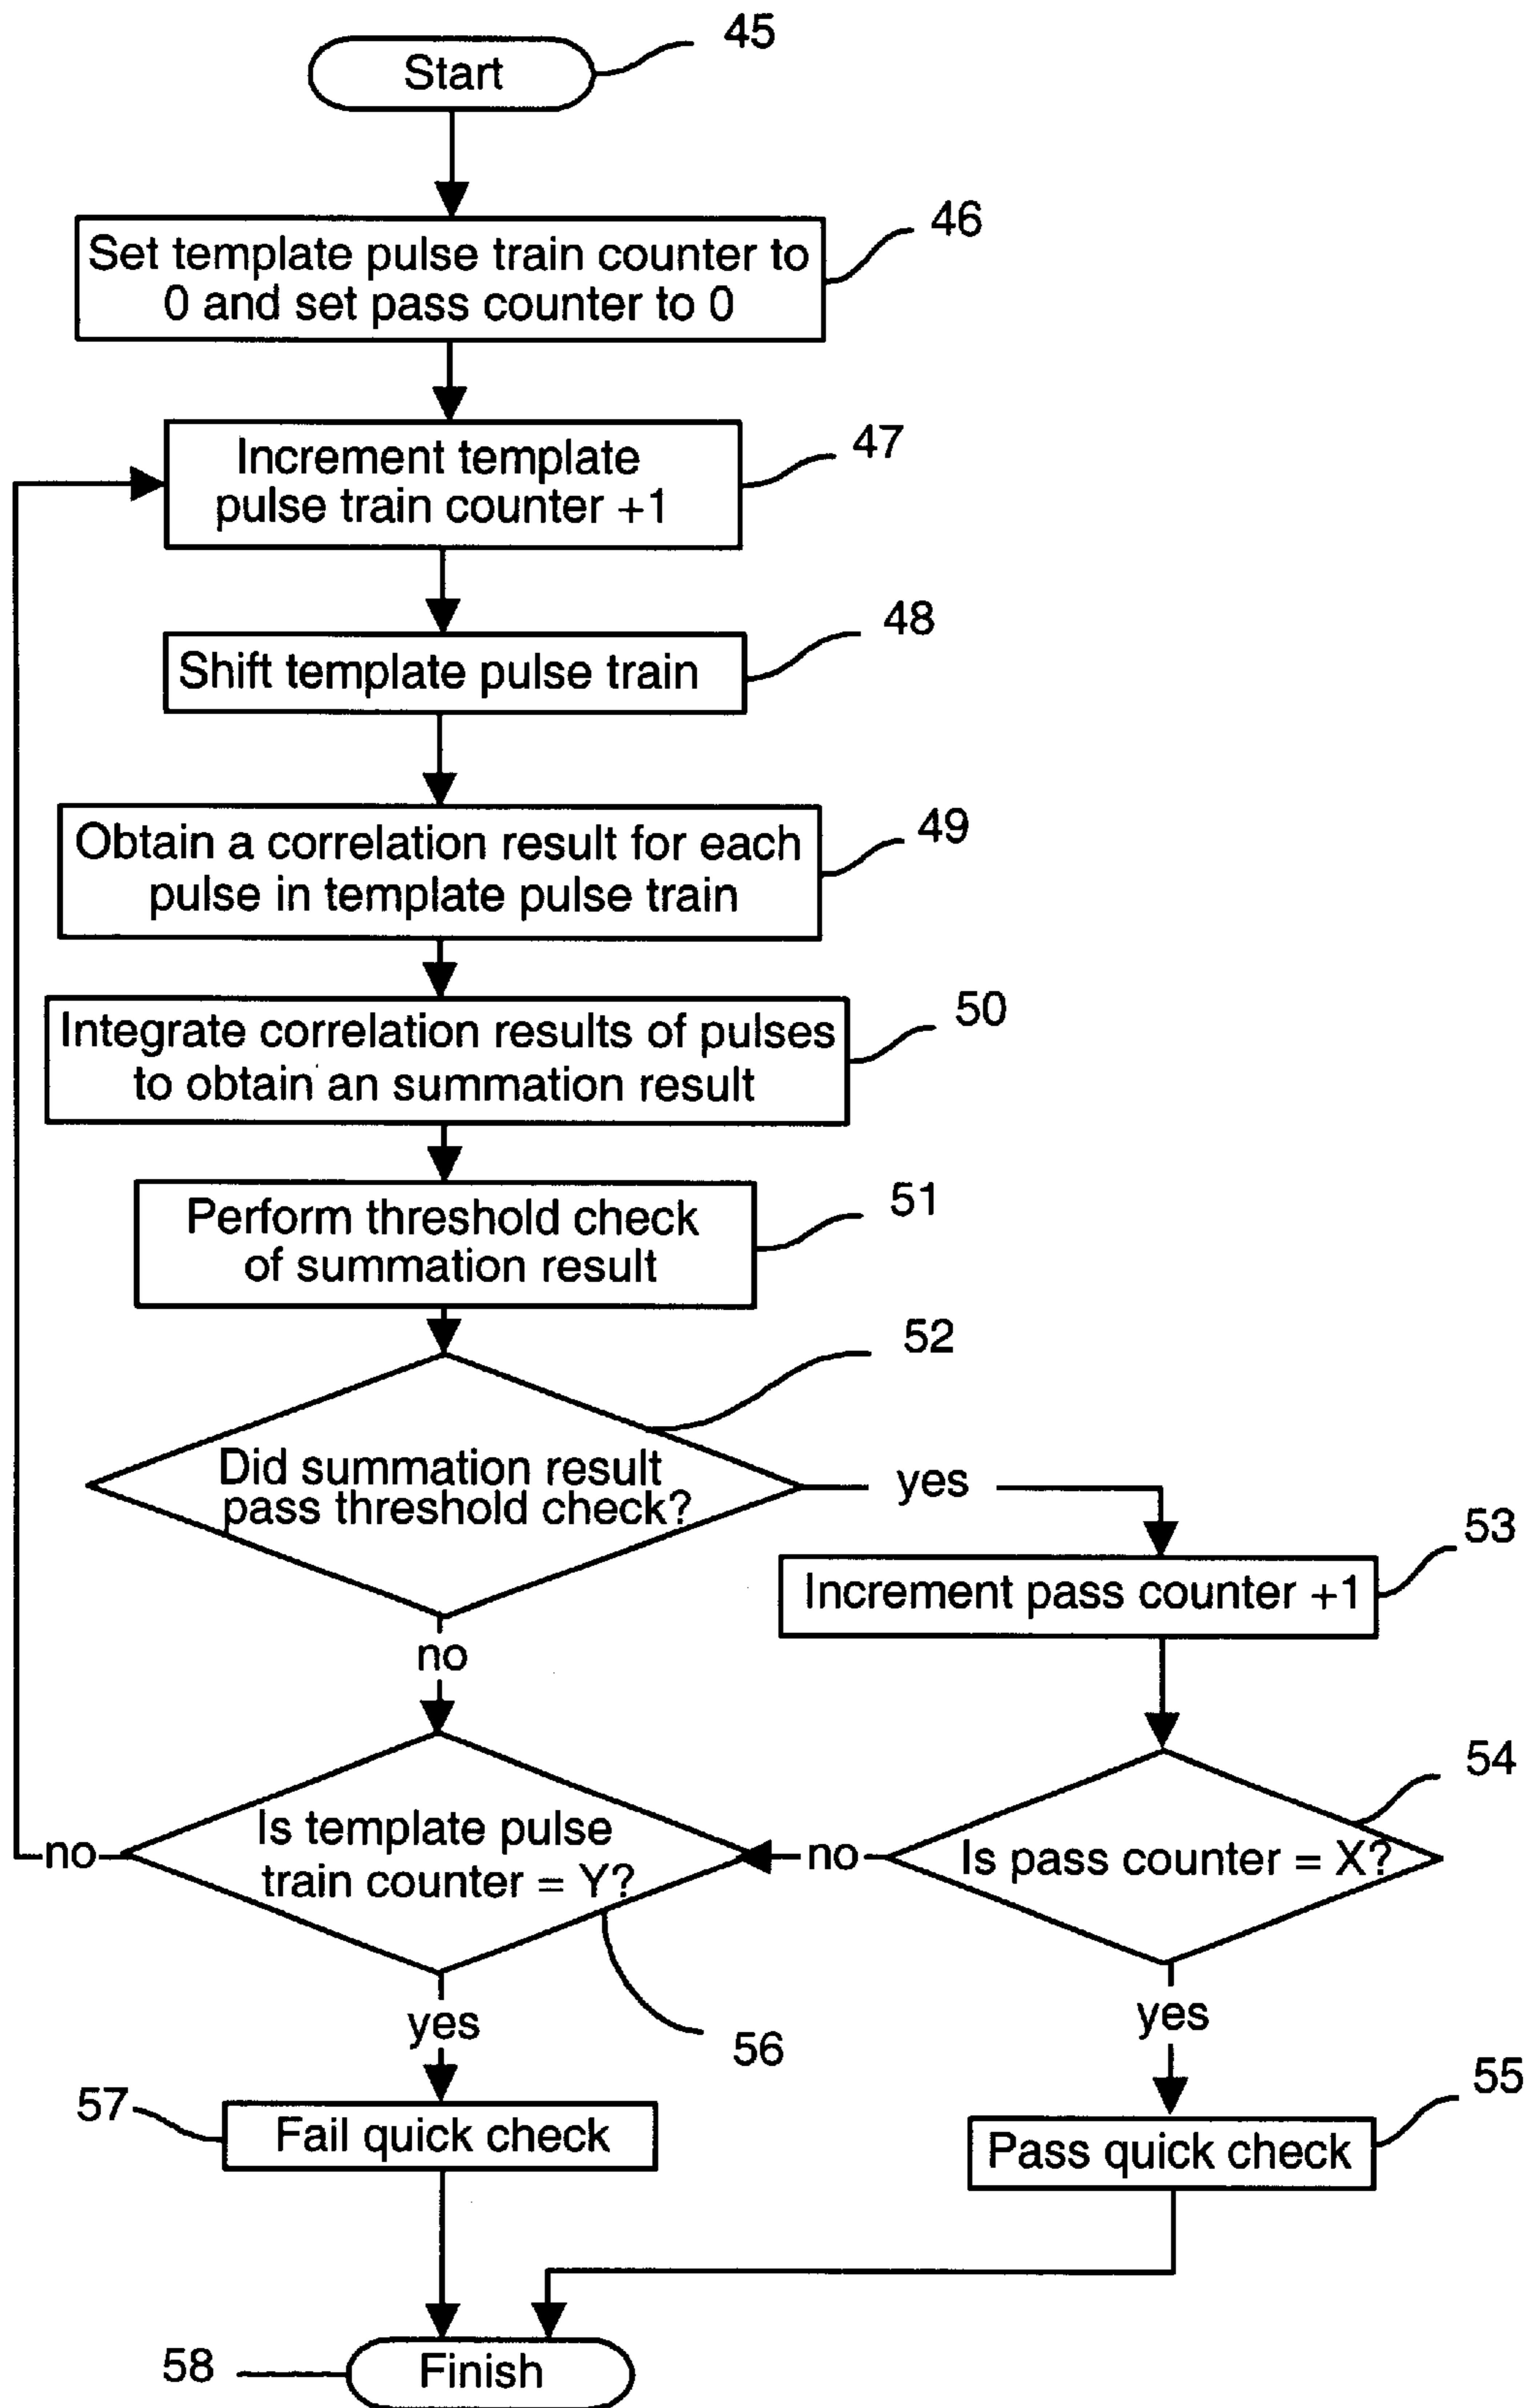 45
Start
46
Set template pulse train counter to
0 and set pass counter to 0
47
Increment template
pulse train counter +1
48
Shift template pulse train
49
Obtain a correlation result for each
pulse in template pulse train
50
Integrate correlation results of pulses
to obtain an summation result
51
Perform threshold check
of summation result
52
Did summation result
pass threshold check?
yes
53
Increment pass counter +1
no
54
Is template pulse
train counter = Y?
no
no
Is pass counter = X?
yes
56
yes
57
Fail quick check
55
Pass quick check
58
Finish